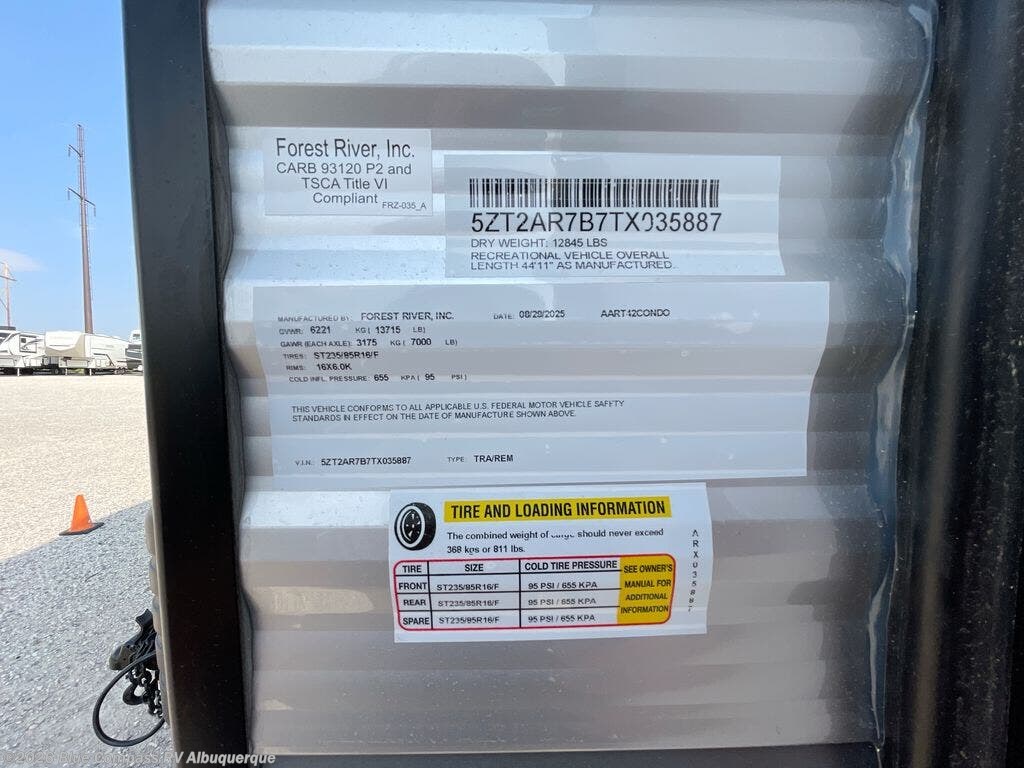 Forest River, Inc.
CARB 93120 P2 and
TSCA Title VI
Compliant FRZ-035_A
5ZT2AR7B7TX035887
DRY WEIGHT: 12845 LBS
RECREATIONAL VEHICLE OVERALL
LENGTH 44'11" AS MANUFACTURED.
MANUFACTURED BY: FOREST RIVER, INC. DATE: 08/29/2025 AART42CONDO
GVWR: 6221 KG ( 13715 LB)
GAWR (EACH AXLE): 3175 KG ( 7000 LB)
TIRES: ST235/85R16/F
RIMS: 16X6.0K
COLD INFL. PRESSURE: 655 KPA ( 95 PSI )
THIS VEHICLE CONFORMS TO ALL APPLICABLE U.S. FEDERAL MOTOR VEHICLE SAFETY
STANDARDS IN EFFECT ON THE DATE OF MANUFACTURE SHOWN ABOVE.
V.I.N.: 5ZT2AR7B7TX035887 TYPE: TRA/REM
TIRE AND LOADING INFORMATION
The combined weight of cargo should never exceed
368 kgs or 811 lbs.
TIRE SIZE COLD TIRE PRESSURE
FRONT ST235/85R16/F 95 PSI / 655 KPA
REAR ST235/85R16/F 95 PSI / 655 KPA
SPARE ST235/85R16/F 95 PSI / 655 KPA
SEE OWNER'S
MANUAL FOR
ADDITIONAL
INFORMATION
ARX035887
RV Albuquerque